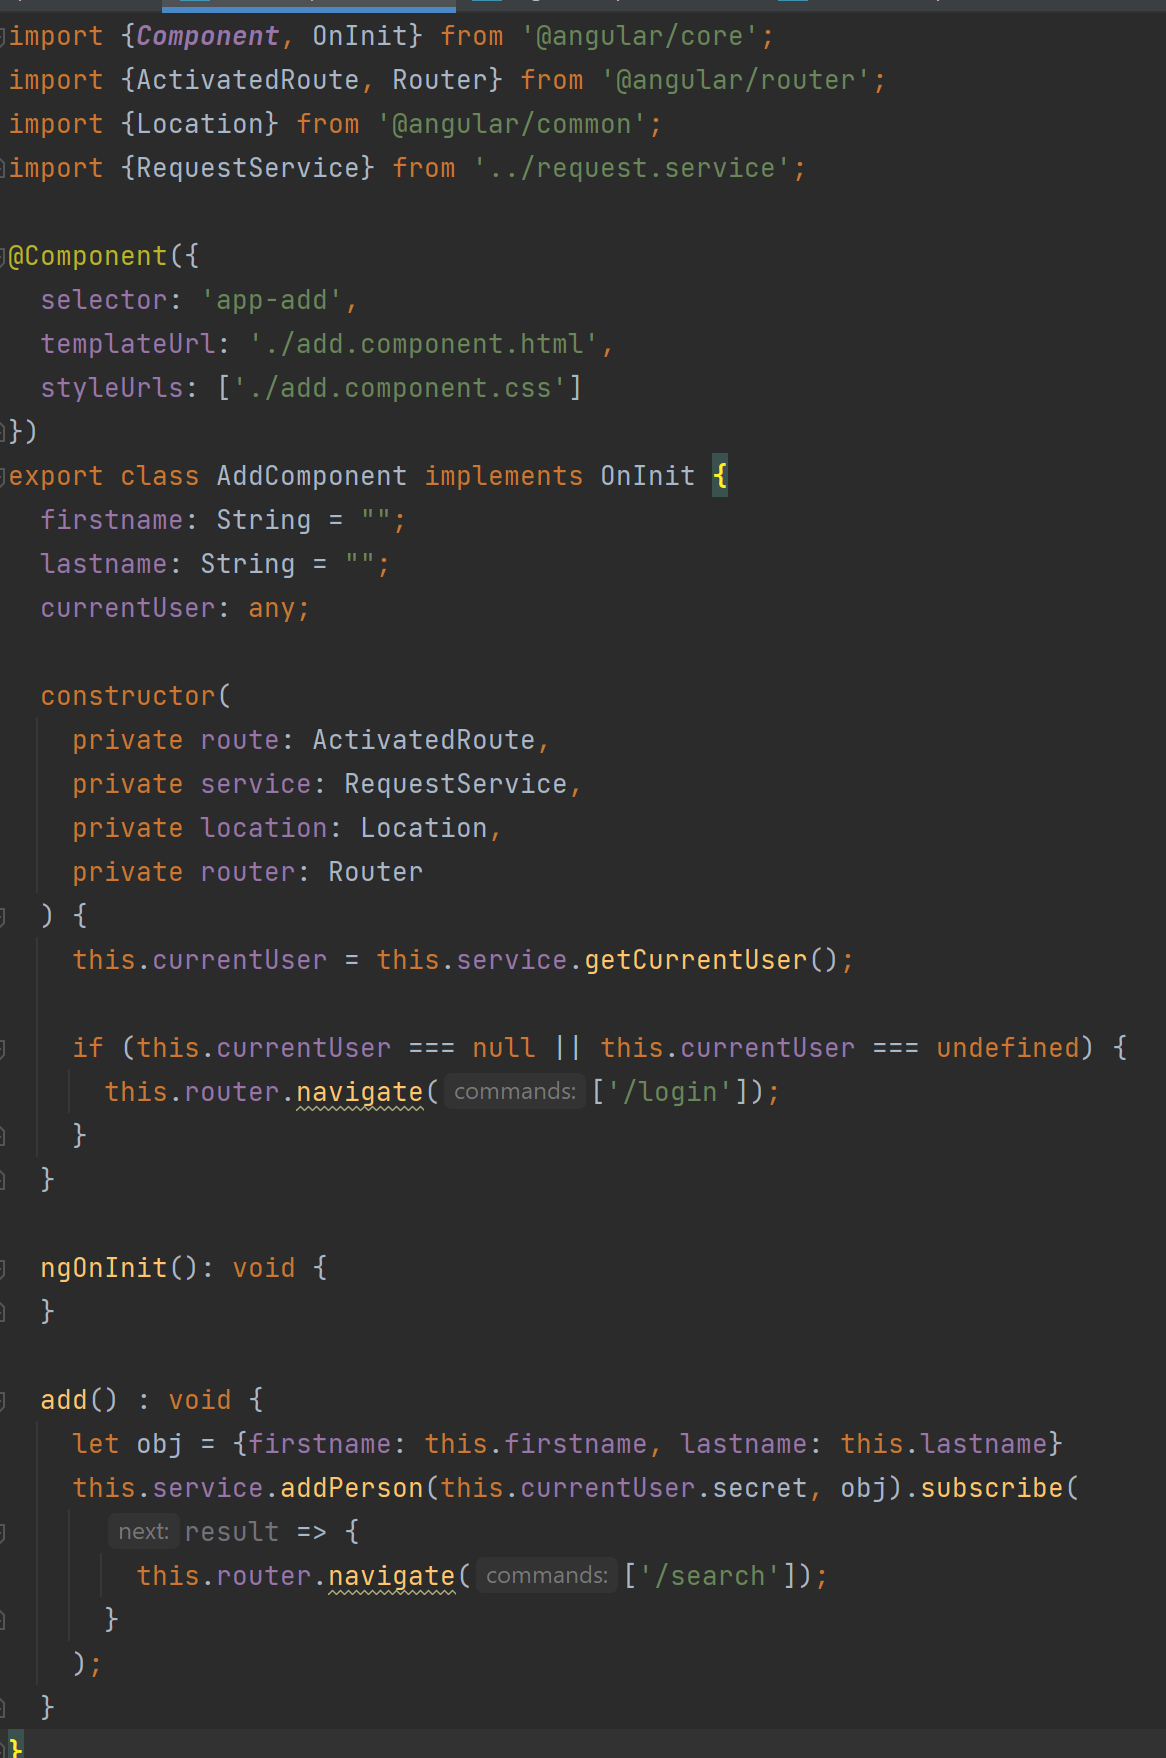 import {Component, OnInit} from '@angular/core';
import {ActivatedRoute, Router} from '@angular/router';
import {Location} from '@angular/common';
import {RequestService} from '../request.service';

@Component({
  selector: 'app-add',
  templateUrl: './add.component.html',
  styleUrls: ['./add.component.css']
})
export class AddComponent implements OnInit {
  firstname: String = "";
  lastname: String = "";
  currentUser: any;

  constructor(
    private route: ActivatedRoute,
    private service: RequestService,
    private location: Location,
    private router: Router
  ) {
    this.currentUser = this.service.getCurrentUser();

    if (this.currentUser === null || this.currentUser === undefined) {
      this.router.navigate( commands: ['/login']);
    }
  }

  ngOnInit(): void {
  }

  add() : void {
    let obj = {firstname: this.firstname, lastname: this.lastname}
    this.service.addPerson(this.currentUser.secret, obj).subscribe(
      next: result => {
        this.router.navigate( commands: ['/search']);
      }
    );
  }
}